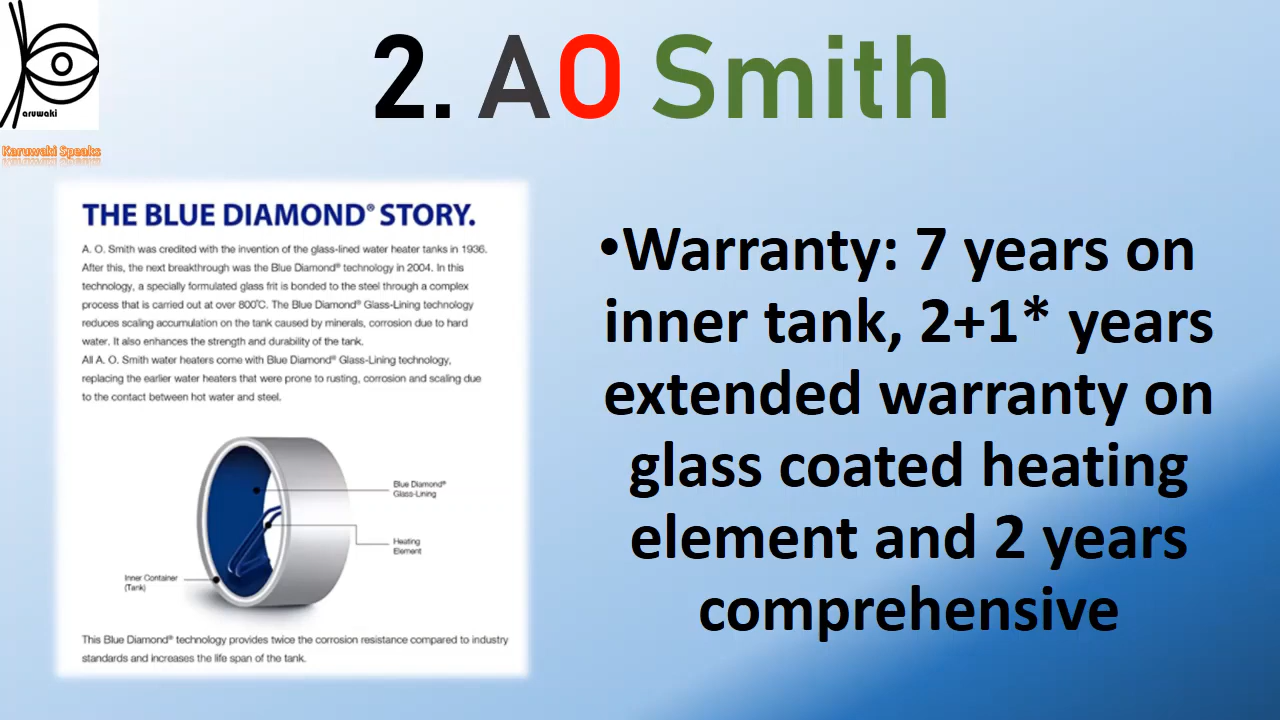 aruwaki
Karuwaki Speaks
2. AO Smith
THE BLUE DIAMOND® STORY.
A. O. Smith was credited with the invention of the glass-lined water heater tanks in 1936.
After this, the next breakthrough was the Blue Diamond® technology in 2004. In this
technology, a specially formulated glass frit is bonded to the steel through a complex
process that is carried out at over 800°C. The Blue Diamond® Glass-Lining technology
reduces scaling accumulation on the tank caused by minerals, corrosion due to hard
water. It also enhances the strength and durability of the tank.
All A. O. Smith water heaters come with Blue Diamond® Glass-Lining technology,
replacing the earlier water heaters that were prone to rusting, corrosion and scaling due
to the contact between hot water and steel.
Blue Diamond®
Glass-Lining
Heating
Element
Inner Container
(Tank)
This Blue Diamond® technology provides twice the corrosion resistance compared to industry
standards and increases the life span of the tank.
•Warranty: 7 years on
inner tank, 2+1* years
extended warranty on
glass coated heating
element and 2 years
comprehensive